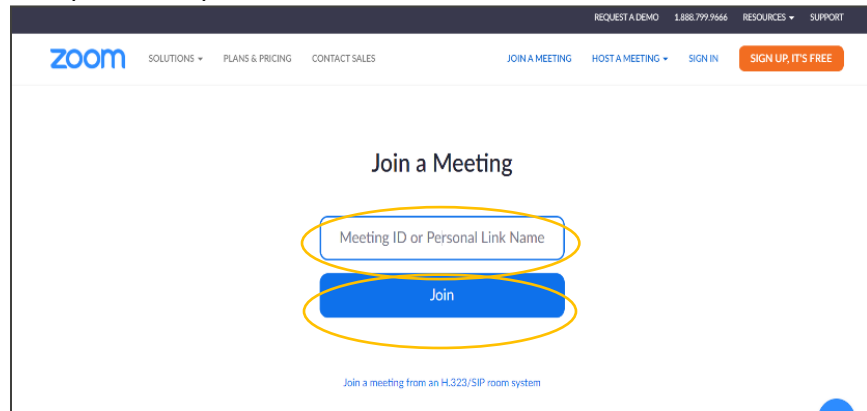 REQUEST A DEMO 1.888.799.9666 RESOURCES SUPPORT
zoom SOLUTIONS PLANS & PRICING CONTACT SALES JOIN A MEETING HOST A MEETING SIGN IN SIGN UP, IT'S FREE
Join a Meeting
Meeting ID or Personal Link Name
Join
Join a meeting from an H.323/SIP room system